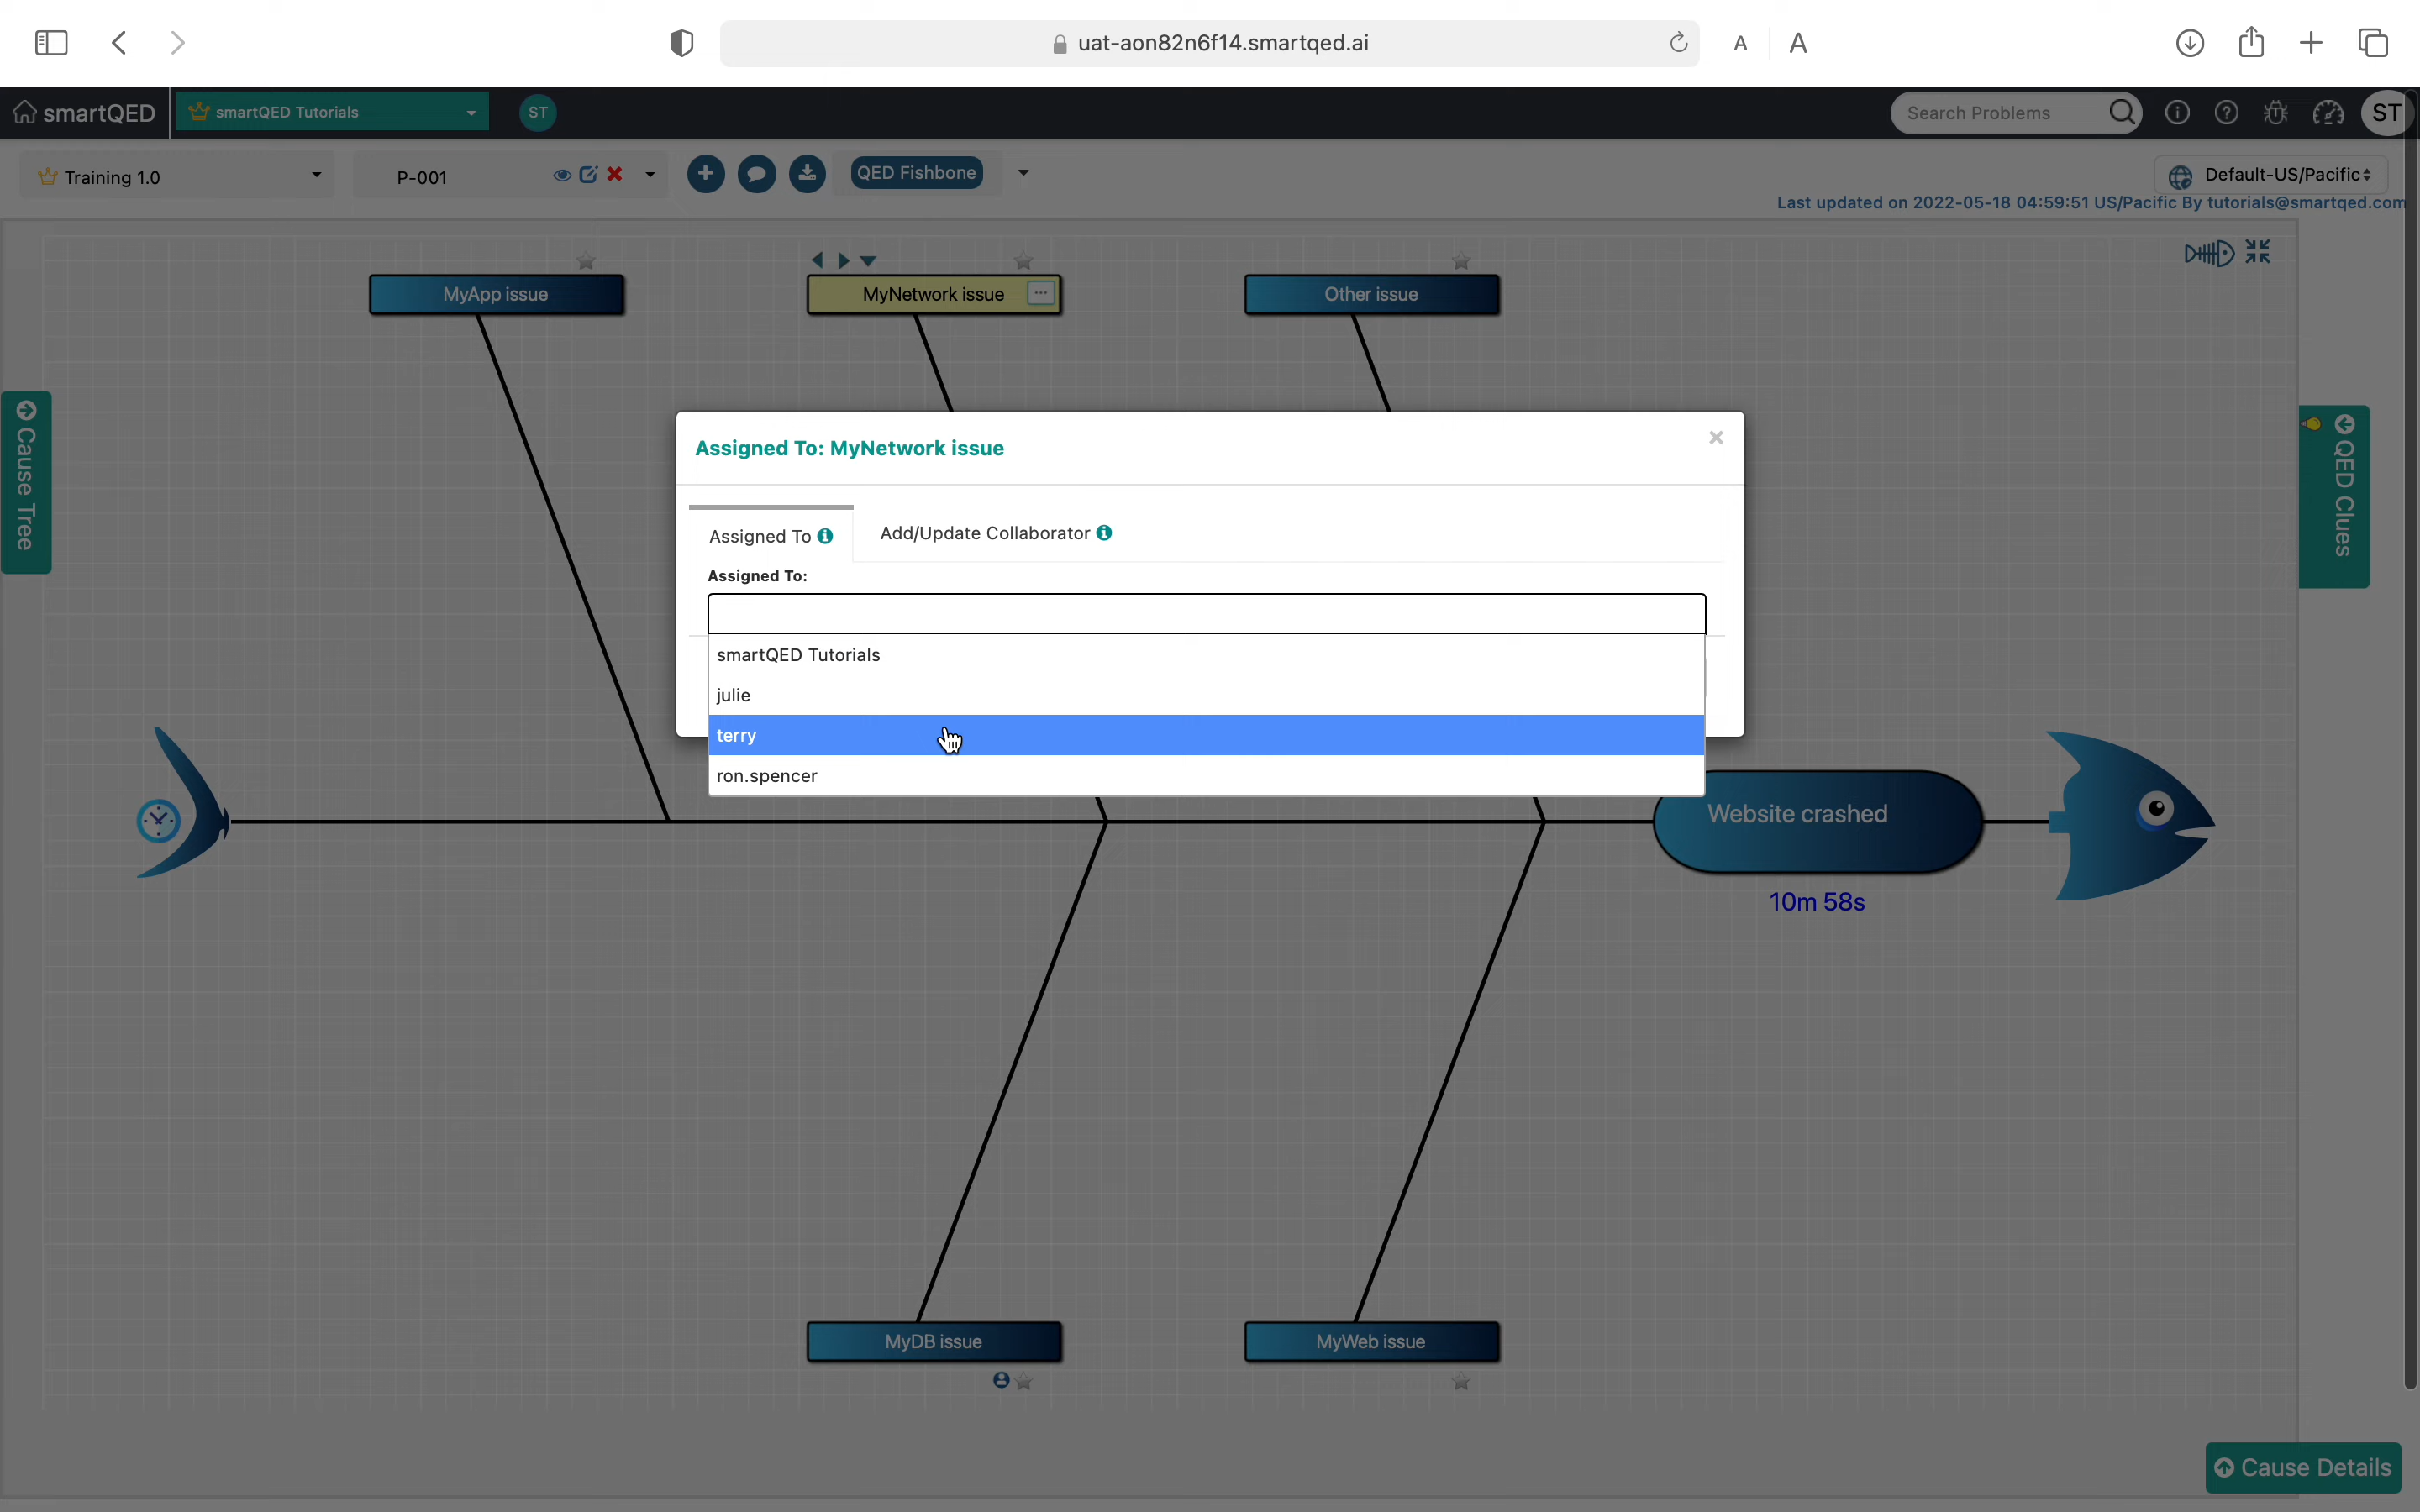 uat-aon82n6f14.smartqed.ai
A A
smartQED
smartQED Tutorials
ST
Search Problems
ST
Training 1.0
P-001
QED Fishbone
Default-US/Pacific
Last updated on 2022-05-18 04:59:51 US/Pacific By tutorials@smartqed.com
MyApp issue
MyNetwork issue
Other issue
Cause Tree
QED Clues
Assigned To: MyNetwork issue
Assigned To
Add/Update Collaborator
Assigned To:
smartQED Tutorials
julie
terry
ron.spencer
Website crashed
10m 58s
MyDB issue
MyWeb issue
Cause Details